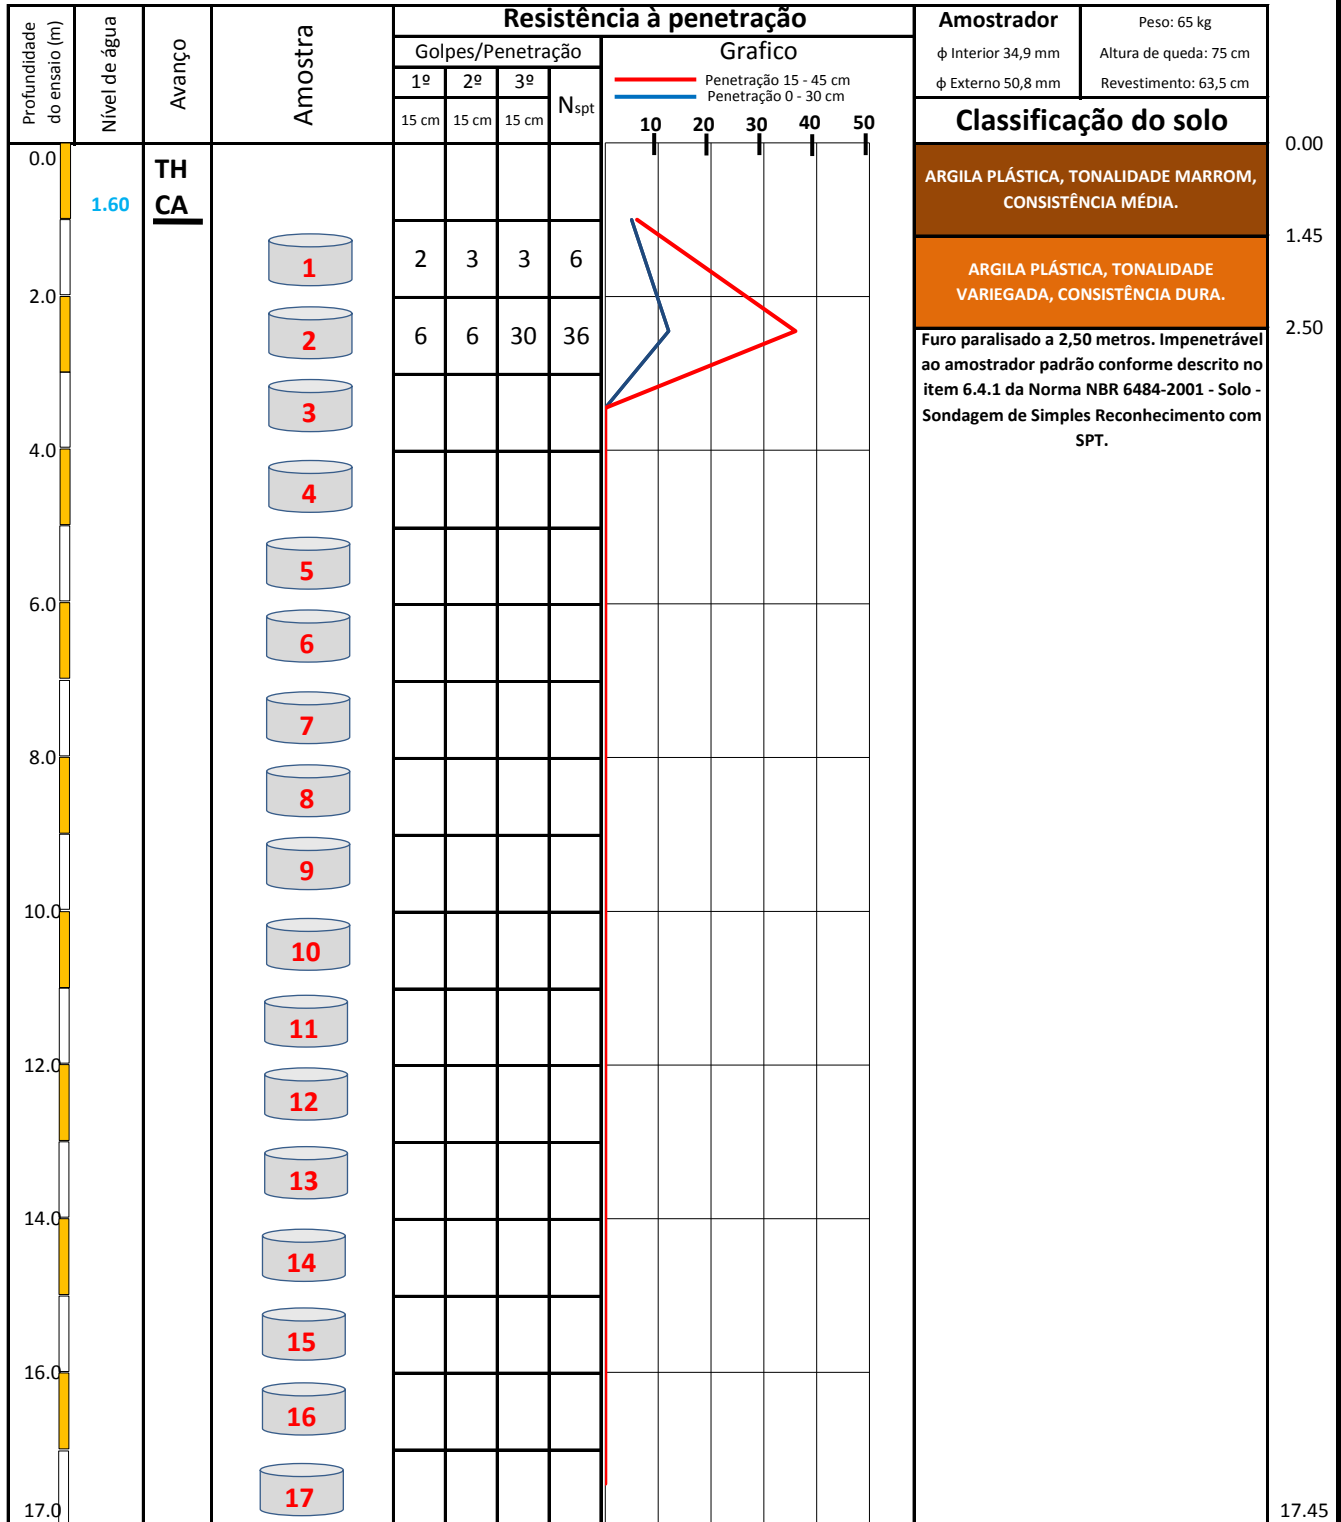 Profundidade
do ensaio (m)
Nível de água
Avanço
Amostra
Resistência à penetração
Golpes/Penetração
1º 2º 3º
Nspt
15 cm 15 cm 15 cm
Grafico
Penetração 15 - 45 cm
Penetração 0 - 30 cm
10 20 30 40 50
Amostrador
ϕ Interior 34,9 mm
ϕ Externo 50,8 mm
Peso: 65 kg
Altura de queda: 75 cm
Revestimento: 63,5 cm
Classificação do solo
0.0
TH
CA
1.60
0.00
ARGILA PLÁSTICA, TONALIDADE MARROM,
CONSISTÊNCIA MÉDIA.
1.45
1 2 3 3 6
ARGILA PLÁSTICA, TONALIDADE
VARIEGADA, CONSISTÊNCIA DURA.
2.0
2 6 6 30 36
2.50
Furo paralisado a 2,50 metros. Impenetrável
ao amostrador padrão conforme descrito no
item 6.4.1 da Norma NBR 6484-2001 - Solo -
Sondagem de Simples Reconhecimento com
SPT.
3
4.0
4
5
6.0
6
7
8.0
8
9
10.0
10
11
12.0
12
13
14.0
14
15
16.0
16
17
17.0
17.45